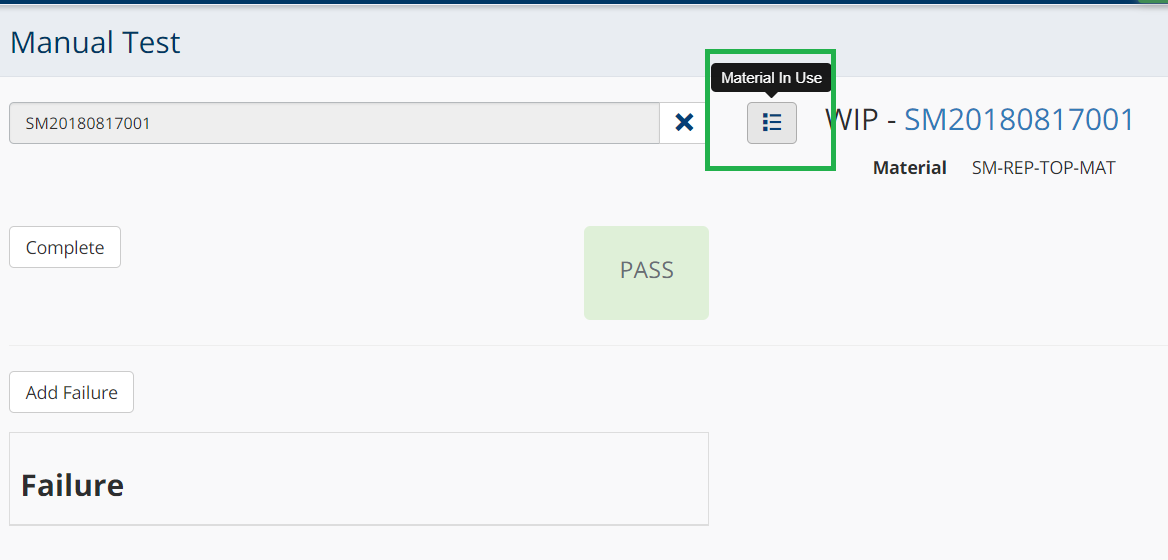 Manual Test
Material In Use
SM20180817001
WIP - SM20180817001
Material SM-REP-TOP-MAT
Complete
PASS
Add Failure
Failure